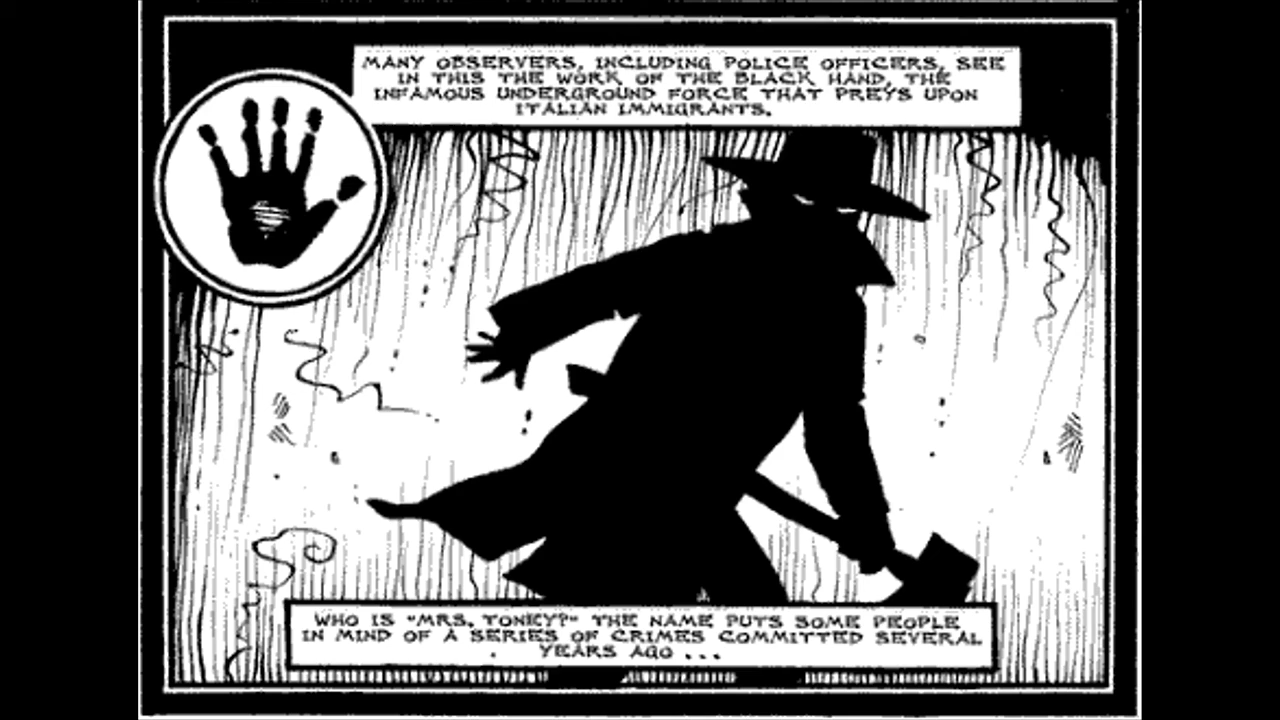 MANY OBSERVERS, INCLUDING POLICE OFFICERS, SEE
IN THIS THE WORK OF THE BLACK HAND, THE
INFAMOUS UNDERGROUND FORCE THAT PREYS UPON
ITALIAN IMMIGRANTS.
WHO IS "MRS. TONEY?" THE NAME PUTS SOME PEOPLE
IN MIND OF A SERIES OF CRIMES COMMITTED SEVERAL
YEARS AGO ...